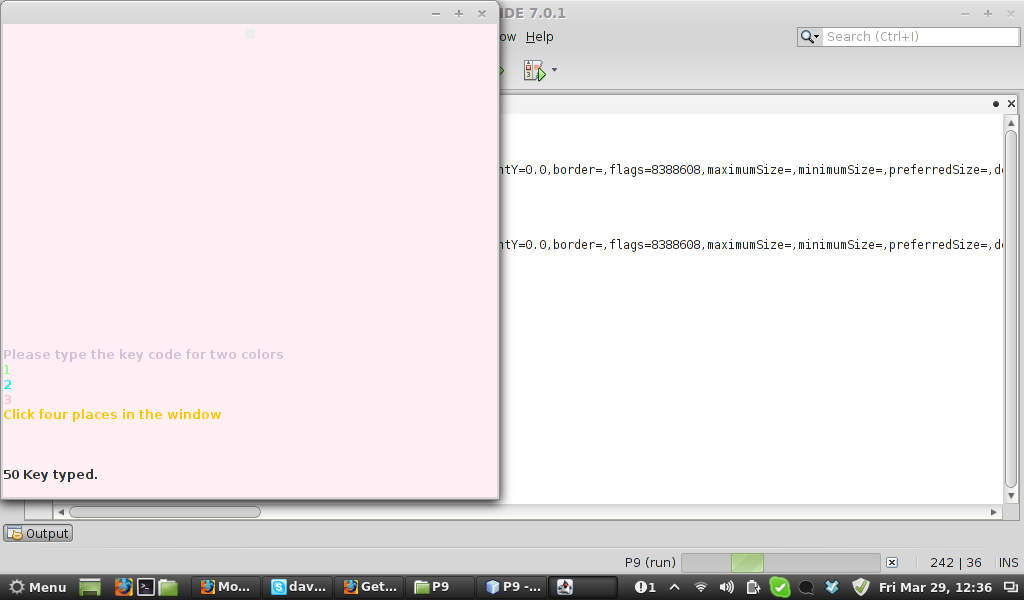 IDE 7.0.1
ow Help
Search (Ctrl+I)
ntY=0.0,border=,flags=8388608,maximumSize=,minimumSize=,preferredSize=,de
ntY=0.0,border=,flags=8388608,maximumSize=,minimumSize=,preferredSize=,de
Please type the key code for two colors
1
2
3
Click four places in the window
50 Key typed.
Output
P9 (run)
242 | 36
INS
Menu
Mo...
dav...
Get...
P9
P9 -...
1
Fri Mar 29, 12:36